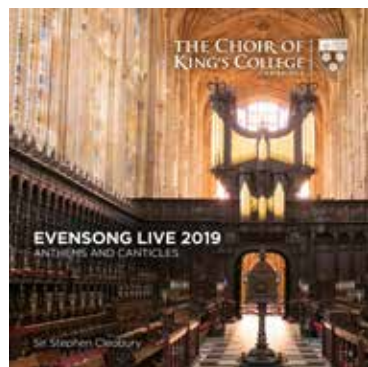 THE CHOIR OF
KING'S COLLEGE
CAMBRIDGE
EVENSONG LIVE 2019
ANTHEMS AND CANTICLES
Sir Stephen Cleobury